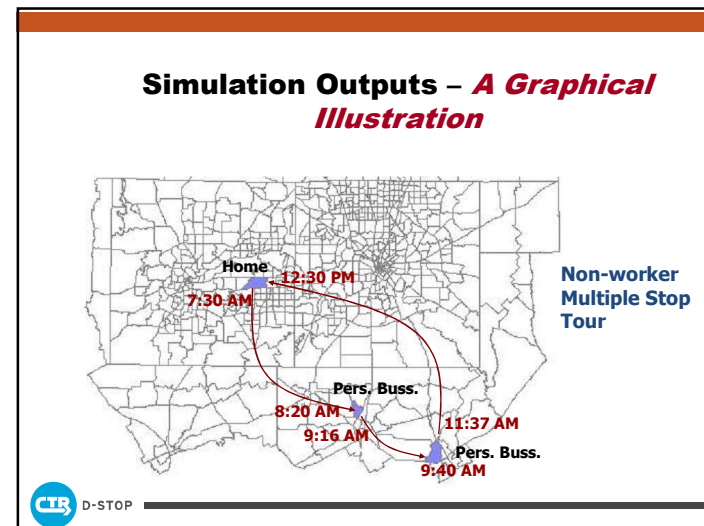 Simulation Outputs – A Graphical
Illustration
Home
12:30 PM
7:30 AM
Non-worker
Multiple Stop
Tour
Pers. Buss.
8:20 AM
9:16 AM
11:37 AM
Pers. Buss.
9:40 AM
CTR D-STOP